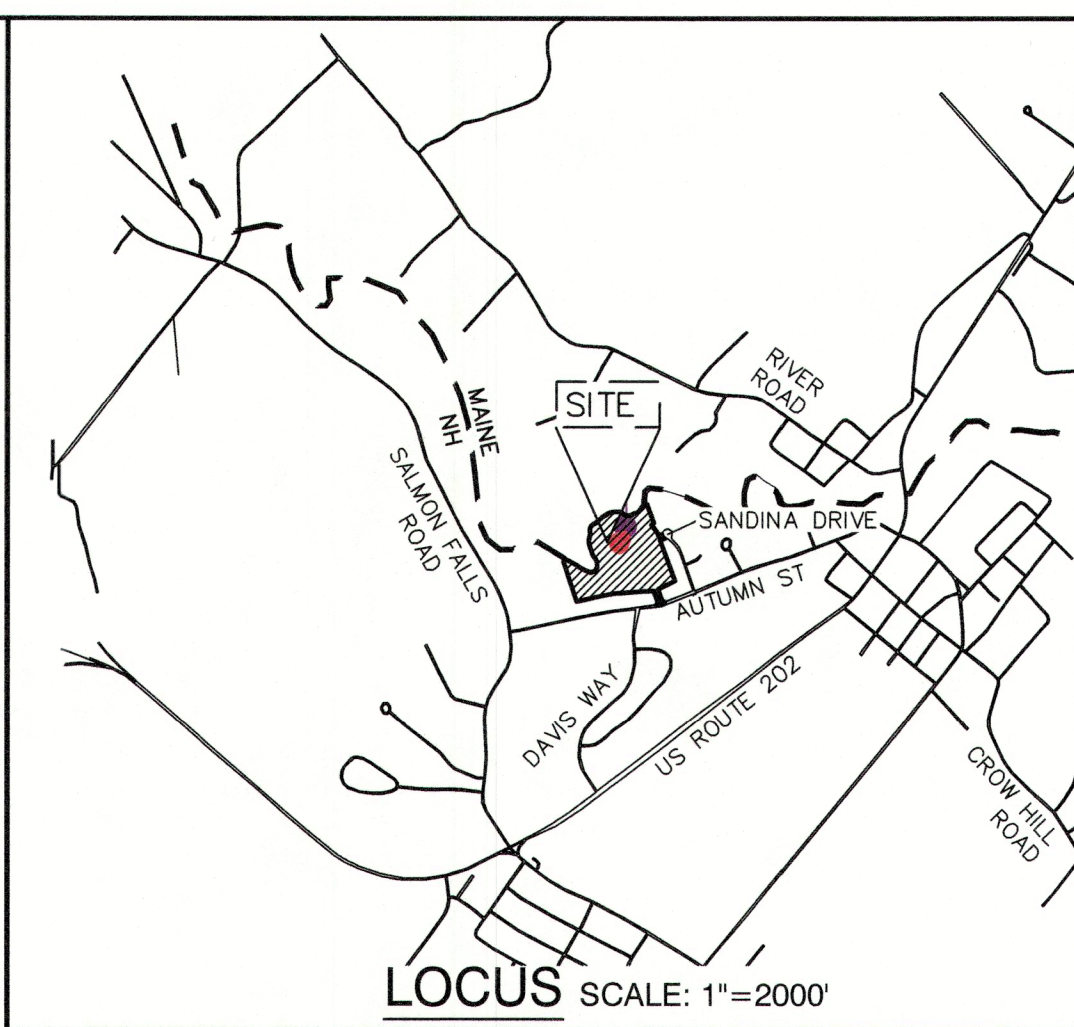 RIVER
ROAD
SITE
MAINE
NH
SALMON FALLS
ROAD
SANDINA DRIVE
AUTUMN ST
DAVIS WAY
US ROUTE 202
CROW HILL
ROAD
LOCUS SCALE: 1"=2000'